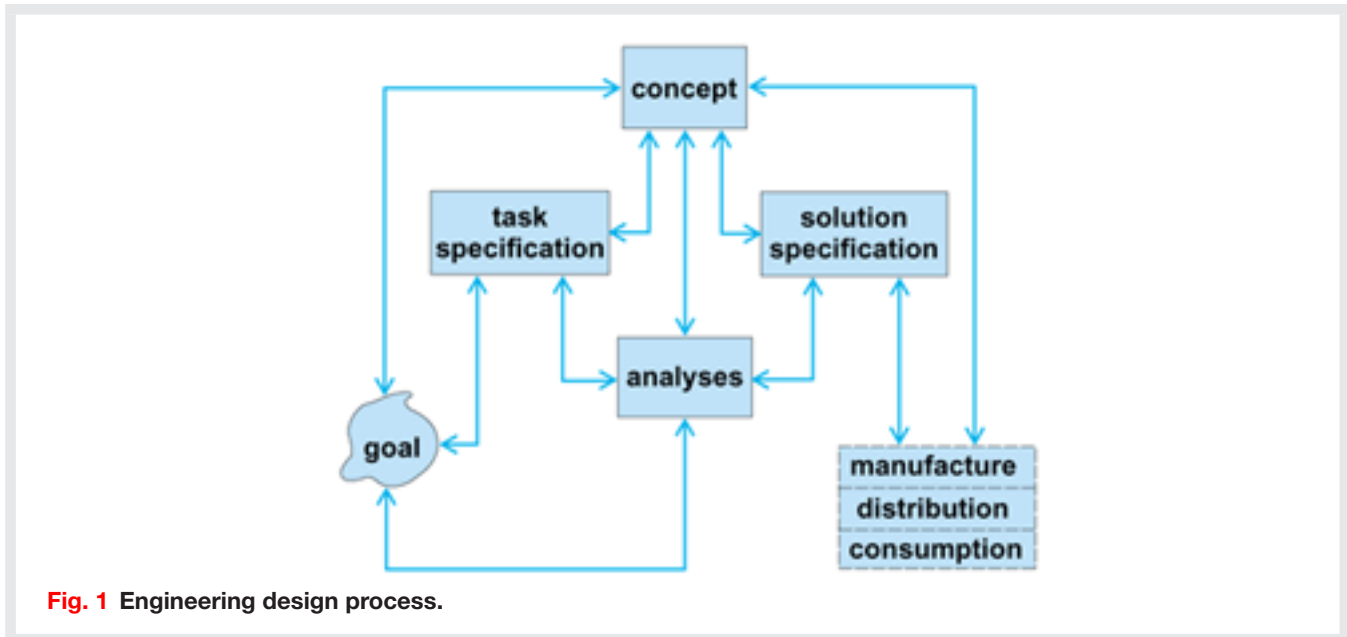 concept
task
specification
solution
specification
analyses
goal
manufacture
distribution
consumption
Fig. 1 Engineering design process.